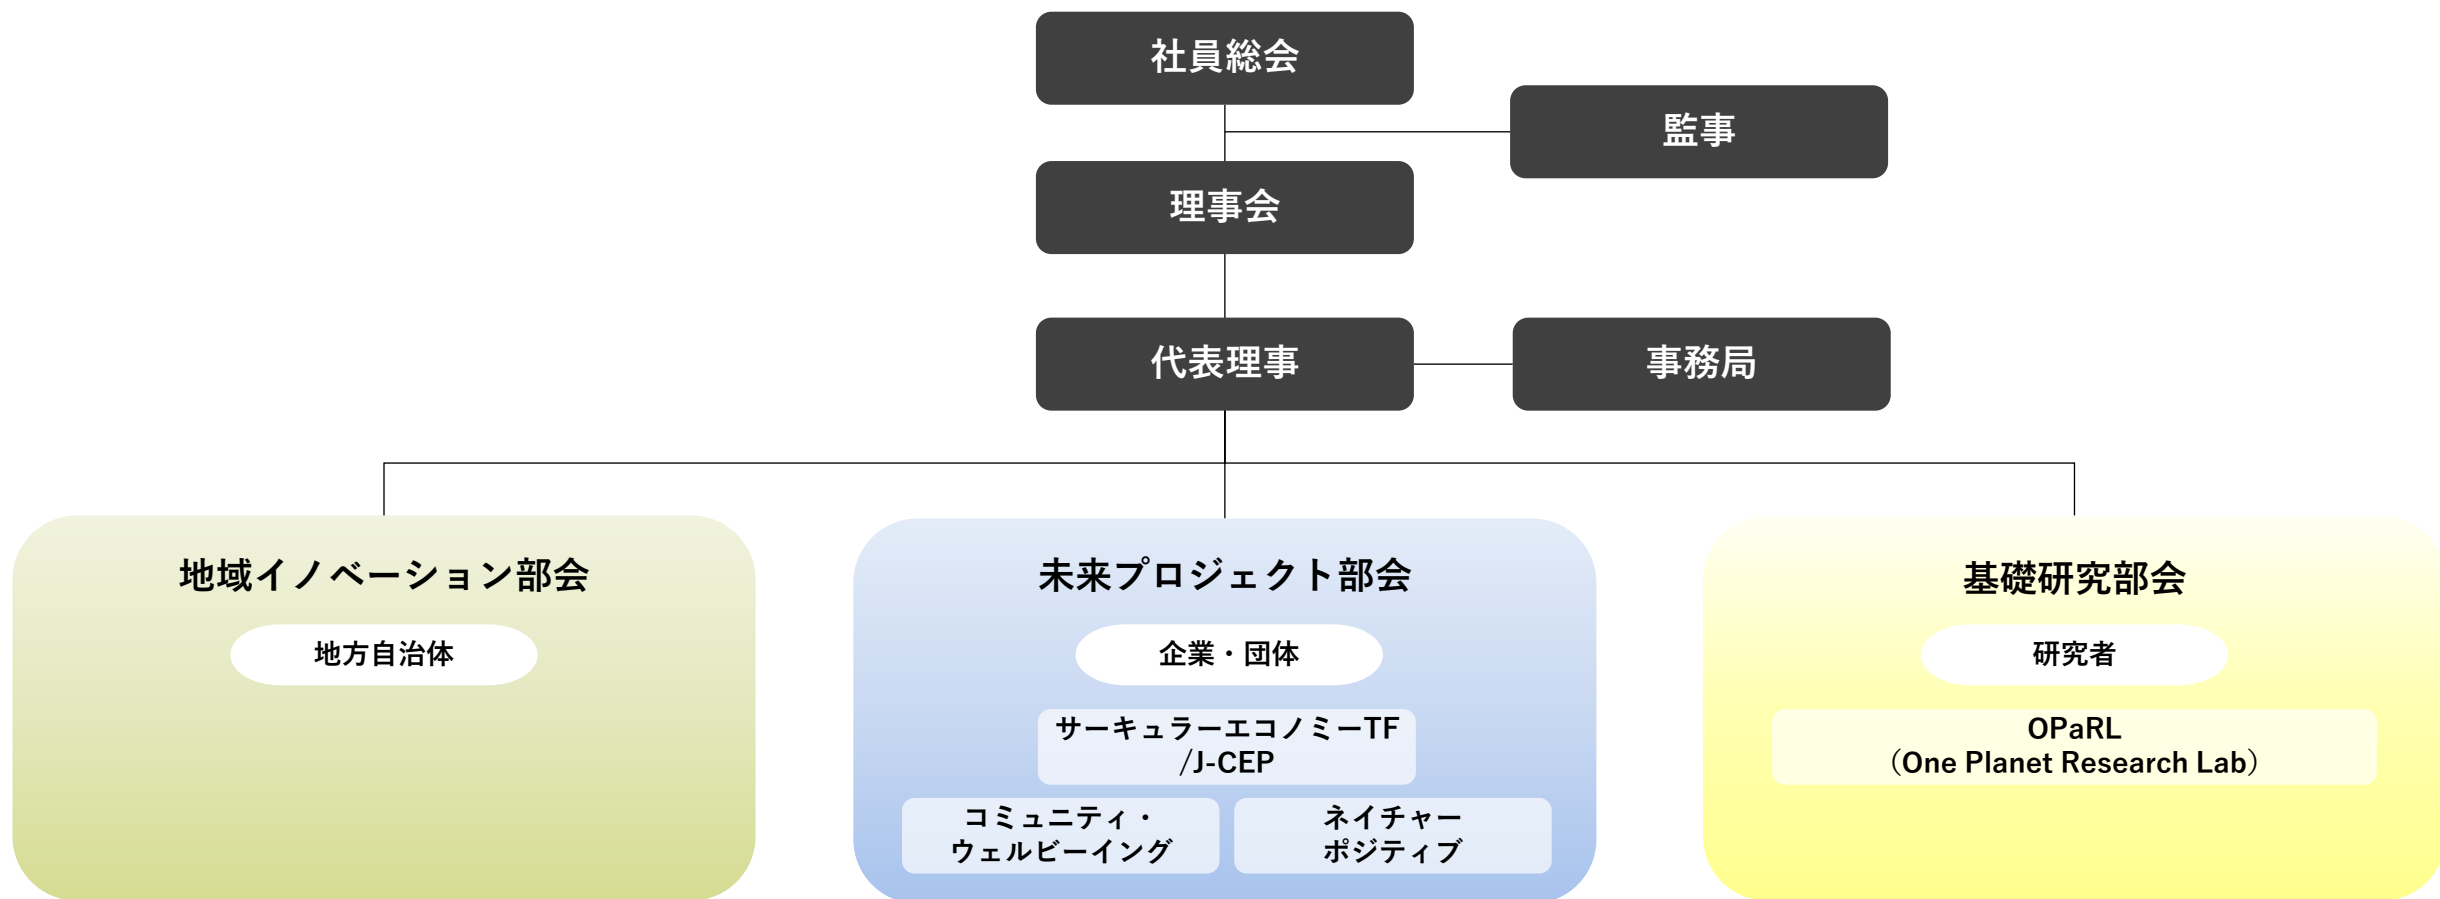 社員総会
監事
理事会
代表理事
事務局
地域イノベーション部会
地方自治体
未来プロジェクト部会
企業・団体
サーキュラーエコノミーTF
/J-CEP
コミュニティ・
ウェルビーイング
ネイチャー
ポジティブ
基礎研究部会
研究者
OPaRL
（One Planet Research Lab）